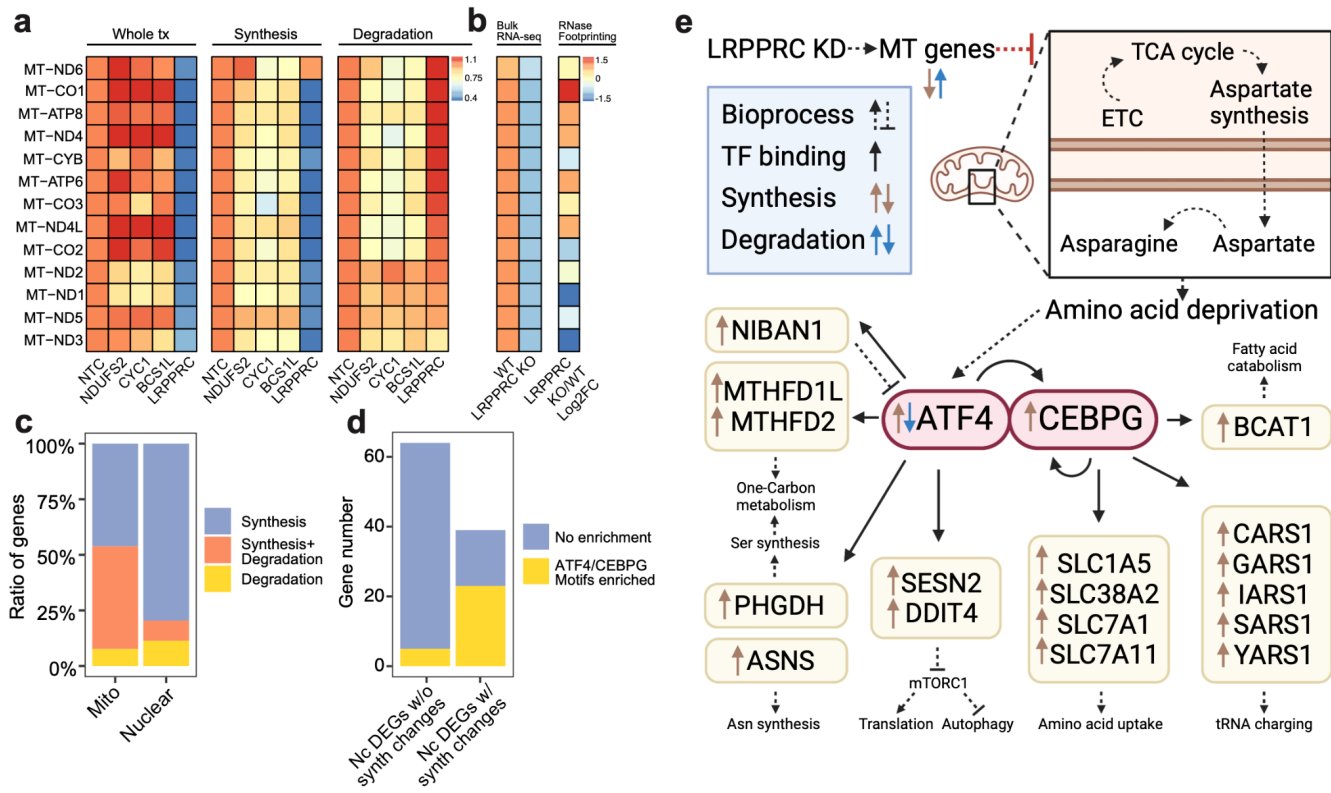 a
Whole tx
Synthesis
Degradation
MT−ND6
MT−CO1
MT−ATP8
MT−ND4
MT−CYB
MT−ATP6
MT−CO3
MT−ND4L
MT−CO2
MT−ND2
MT−ND1
MT−ND5
MT−ND3
NTC
NDUFS2
CYC1
BCS1L
LRPPRC
NTC
NDUFS2
CYC1
BCS1L
LRPPRC
NTC
NDUFS2
CYC1
BCS1L
LRPPRC
1.1
0.75
0.4
b
Bulk
RNA-seq
RNase
Footprinting
1.5
0
-1.5
WT
LRPPRC KO
LRPPRC
KO/WT
Log2FC
c
Ratio of genes
100%
75%
50%
25%
0%
Mito
Nuclear
Synthesis
Synthesis+
Degradation
Degradation
d
Gene number
60
40
20
0
Nc DEGs w/o
synth changes
Nc DEGs w/
synth changes
No enrichment
ATF4/CEBPG
Motifs enriched
e
LRPPRC KD
MT genes
Bioprocess
TF binding
Synthesis
Degradation
TCA cycle
ETC
Aspartate
synthesis
Asparagine
Aspartate
Amino acid deprivation
NIBAN1
MTHFD1L
MTHFD2
ATF4
CEBPG
Fatty acid
catabolism
BCAT1
One-Carbon
metabolism
Ser synthesis
PHGDH
ASNS
Asn synthesis
SESN2
DDIT4
mTORC1
Translation
Autophagy
SLC1A5
SLC38A2
SLC7A1
SLC7A11
Amino acid uptake
CARS1
GARS1
IARS1
SARS1
YARS1
tRNA charging